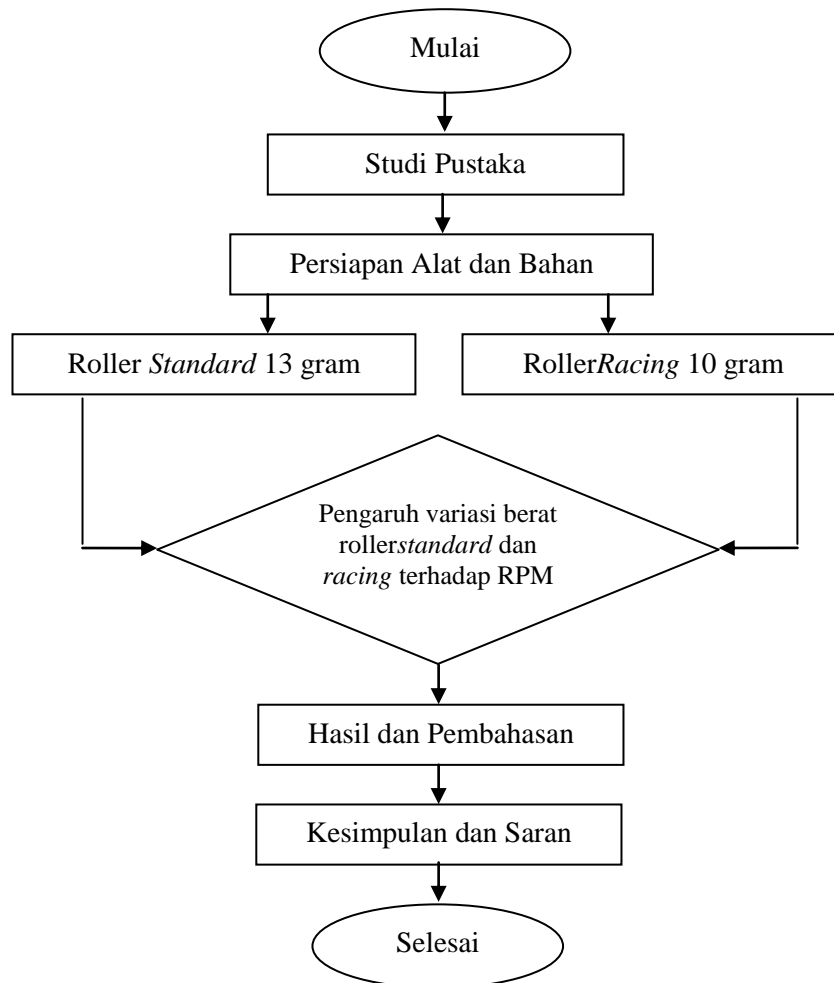 Mulai
Studi Pustaka
Persiapan Alat dan Bahan
Roller Standard 13 gram
RollerRacing 10 gram
Pengaruh variasi berat
rollerstandard dan
racing terhadap RPM
Hasil dan Pembahasan
Kesimpulan dan Saran
Selesai